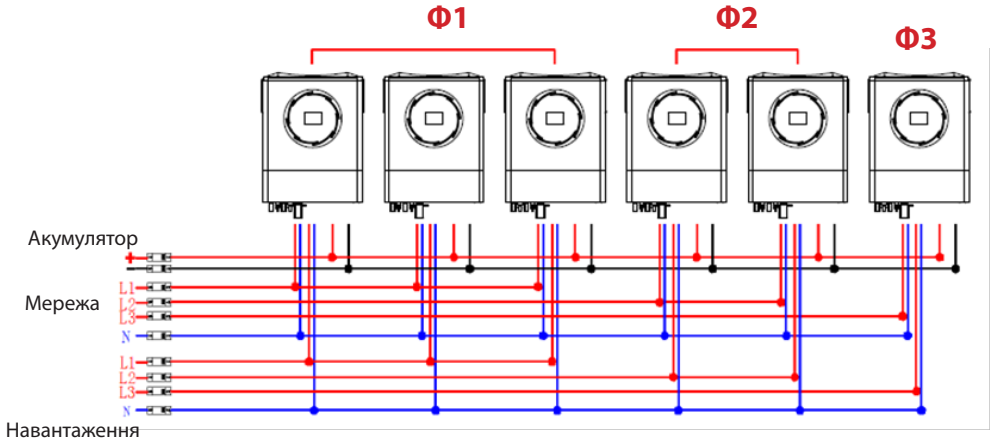 Ф1
Ф2
Ф3
Акумулятор
+
-
Мережа
L1
L2
L3
N
L1
L2
L3
N
Навантаження